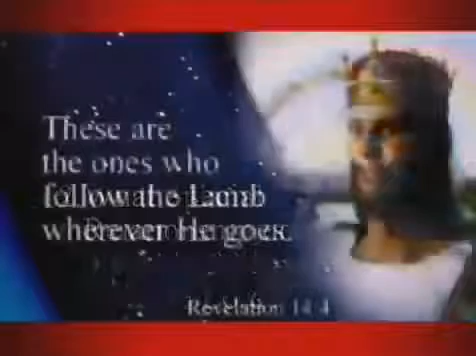 These are
the ones who
follow the Lamb
wherever He goes.
Revelation 14:4